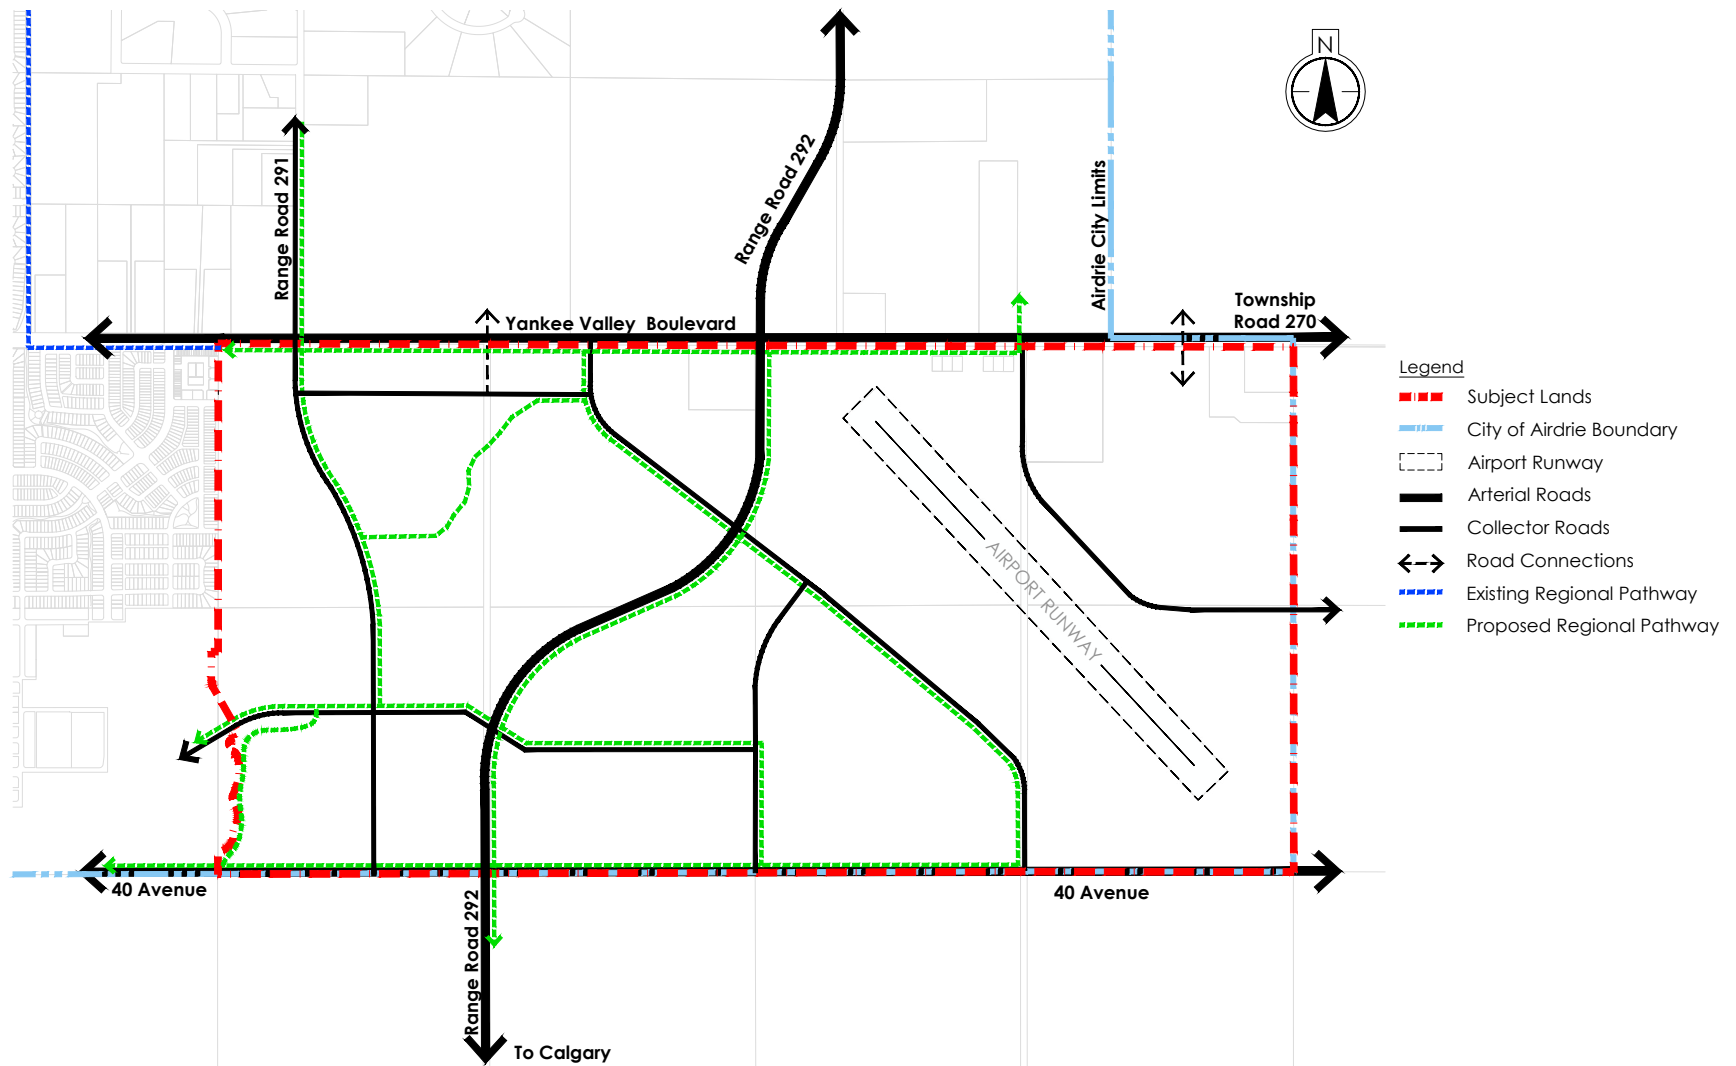 N
Range Road 291
Range Road 292
Airdrie City Limits
Township
Road 270
Yankee Valley Boulevard
Legend
Subject Lands
City of Airdrie Boundary
Airport Runway
Arterial Roads
Collector Roads
Road Connections
Existing Regional Pathway
Proposed Regional Pathway
AIRPORT RUNWAY
40 Avenue
40 Avenue
Range Road 292
To Calgary